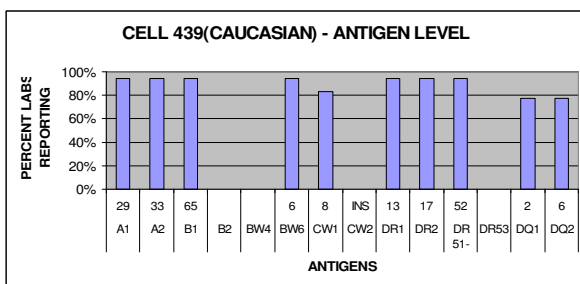 CELL 439(CAUCASIAN) - ANTIGEN LEVEL
PERCENT LABS
REPORTING
100%
80%
60%
40%
20%
0%
29 33 65 6 8 INS 13 17 52 2 6
A1 A2 B1 B2 BW4 BW6 CW1 CW2 DR1 DR2 DR 51- DR53 DQ1 DQ2
ANTIGENS